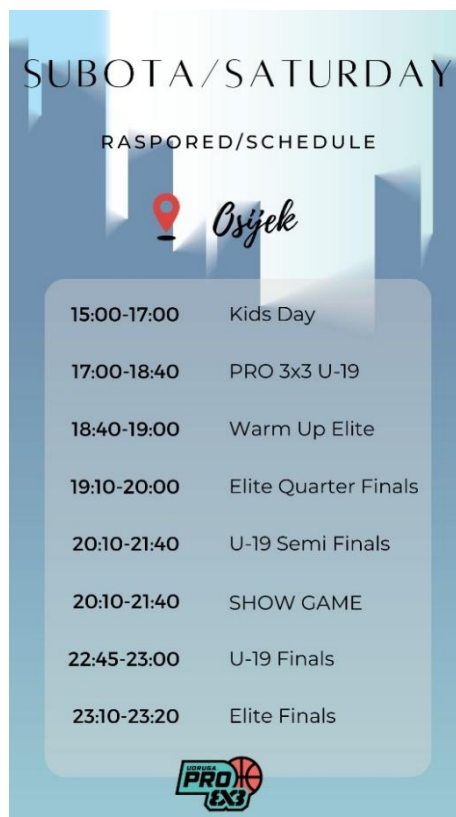 SUBOTA/SATURDAY
RASPORED/SCHEDULE
Osijek
15:00-17:00 Kids Day
17:00-18:40 PRO 3x3 U-19
18:40-19:00 Warm Up Elite
19:10-20:00 Elite Quarter Finals
20:10-21:40 U-19 Semi Finals
20:10-21:40 SHOW GAME
22:45-23:00 U-19 Finals
23:10-23:20 Elite Finals
UDRUGA
PRO
3X3